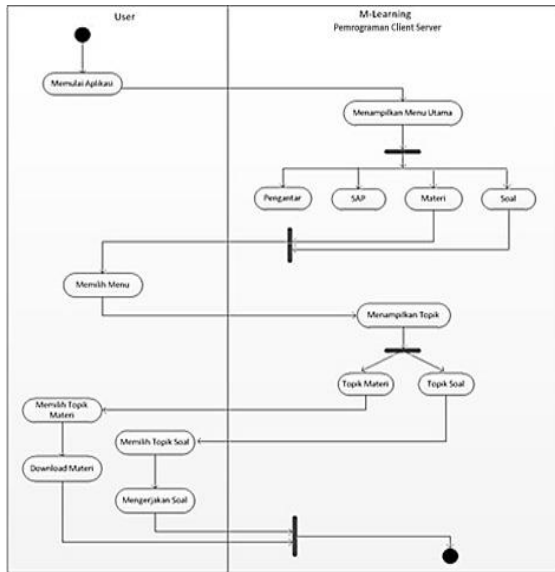 User
M-Learning
Pemrograman Client Server
Memulai Aplikasi
Menampilkan Menu Utama
Pengantar
SAP
Materi
Soal
Memilih Menu
Menampilkan Topik
Topik Materi
Topik Soal
Memilih Topik
Materi
Memilih Topik Soal
Download Materi
Mengerjakan Soal